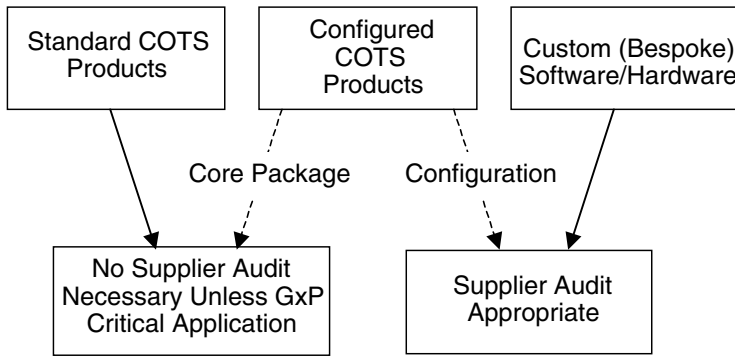 Standard COTS
Products
Configured
COTS
Products
Custom (Bespoke)
Software/Hardware
Core Package
Configuration
No Supplier Audit
Necessary Unless GxP
Critical Application
Supplier Audit
Appropriate